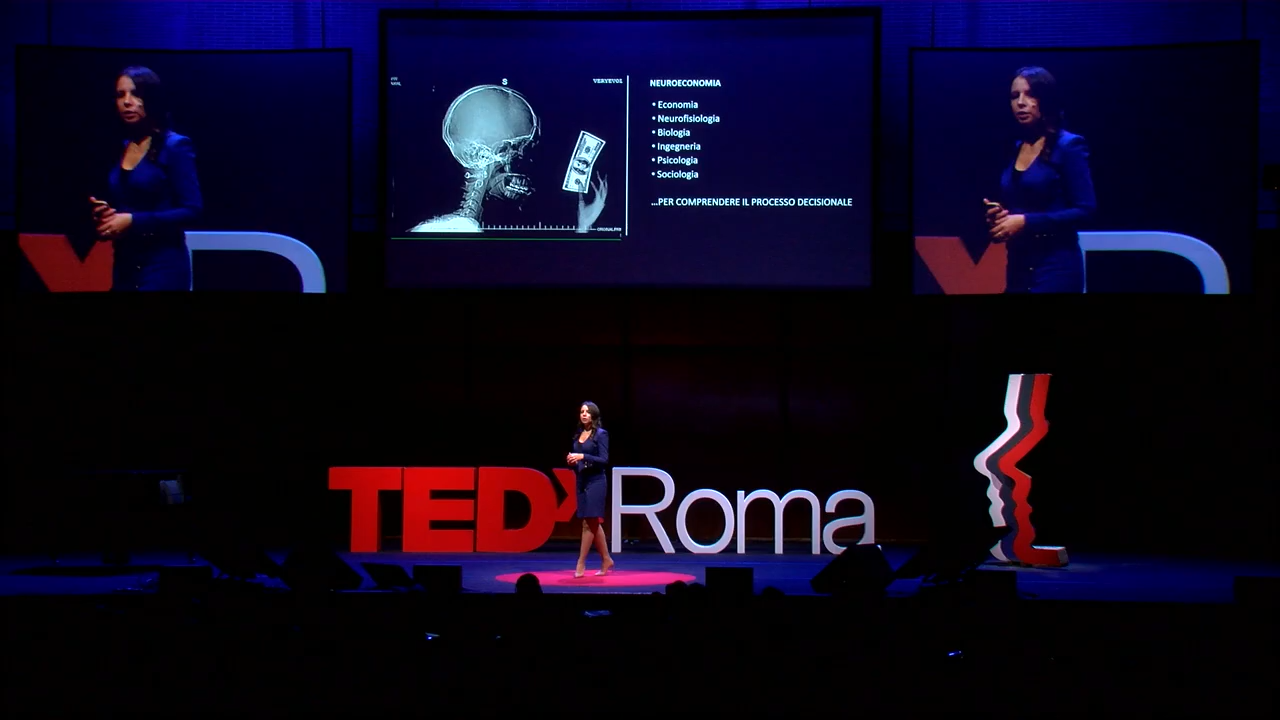 S
NEUROECONOMIA
• Economia
• Neurofisiologia
• Biologia
• Ingegneria
• Psicologia
• Sociologia
...PER COMPRENDERE IL PROCESSO DECISIONALE
TEDxRoma